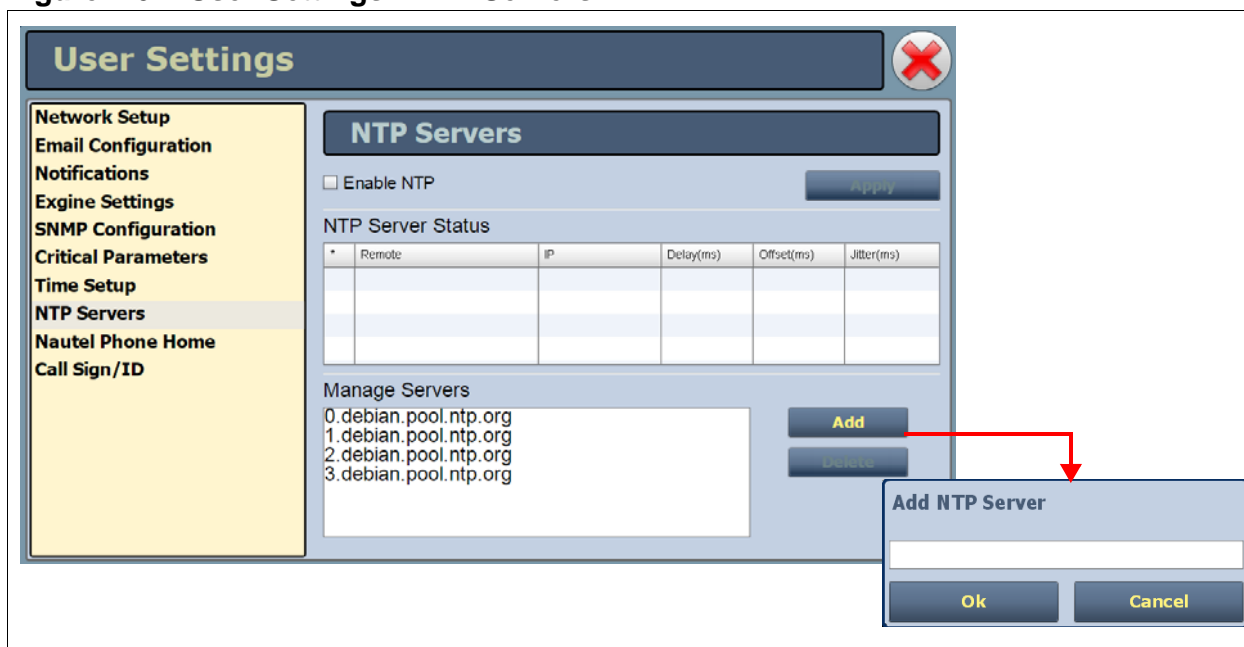 User Settings
Network Setup
Email Configuration
Notifications
Exgine Settings
SNMP Configuration
Critical Parameters
Time Setup
NTP Servers
Nautel Phone Home
Call Sign/ID
NTP Servers
Enable NTP
Apply
NTP Server Status
* Remote IP Delay(ms) Offset(ms) Jitter(ms)
Manage Servers
0.debian.pool.ntp.org
1.debian.pool.ntp.org
2.debian.pool.ntp.org
3.debian.pool.ntp.org
Add
Delete
Add NTP Server
Ok Cancel